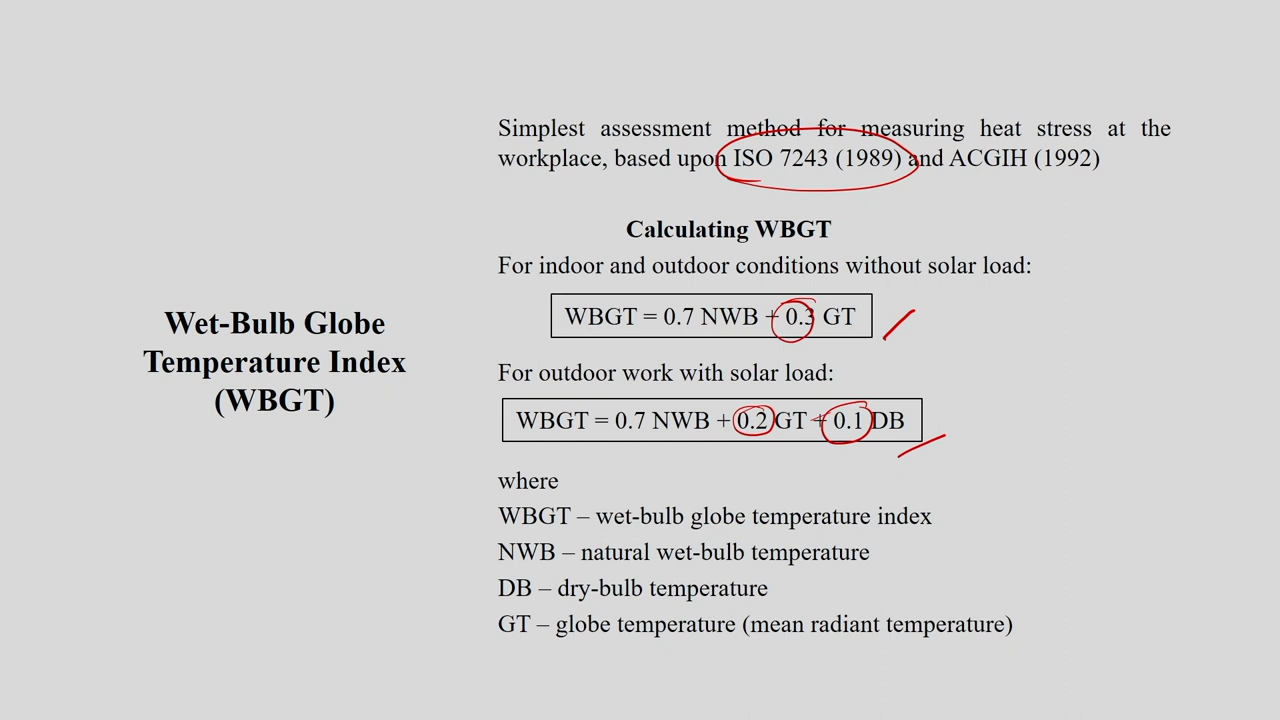 Wet-Bulb Globe
Temperature Index
(WBGT)
Simplest assessment method for measuring heat stress at the
workplace, based upon ISO 7243 (1989) and ACGIH (1992)
Calculating WBGT
For indoor and outdoor conditions without solar load:
WBGT = 0.7 NWB + 0.3 GT
For outdoor work with solar load:
WBGT = 0.7 NWB + 0.2 GT + 0.1 DB
where
WBGT – wet-bulb globe temperature index
NWB – natural wet-bulb temperature
DB – dry-bulb temperature
GT – globe temperature (mean radiant temperature)